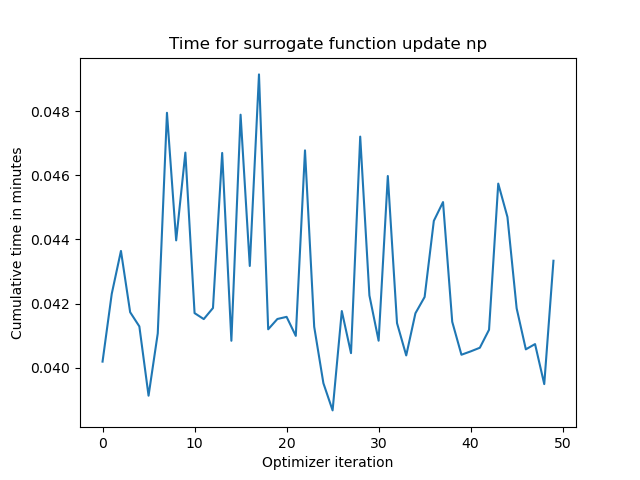 Time for surrogate function update np
Cumulative time in minutes
0.048
0.046
0.044
0.042
0.040
0 10 20 30 40 50
Optimizer iteration